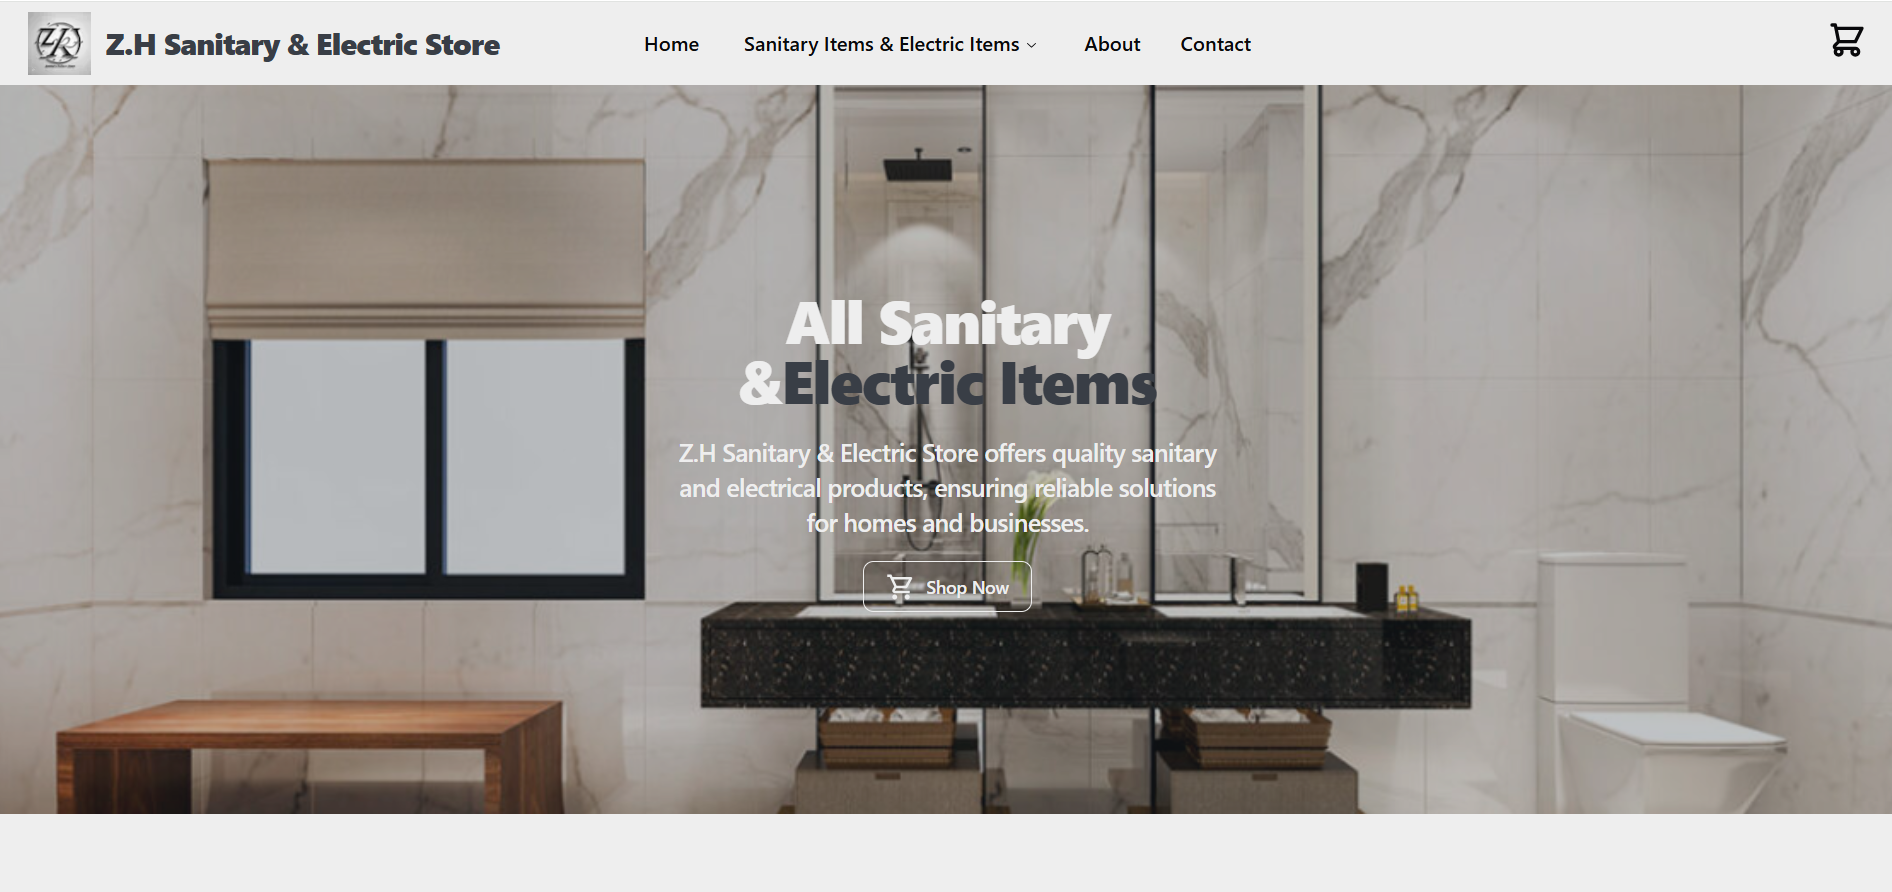 Z.H Sanitary & Electric Store
Home
Sanitary Items & Electric Items
About
Contact
All Sanitary
&Electric Items
Z.H Sanitary & Electric Store offers quality sanitary
and electrical products, ensuring reliable solutions
for homes and businesses.
Shop Now